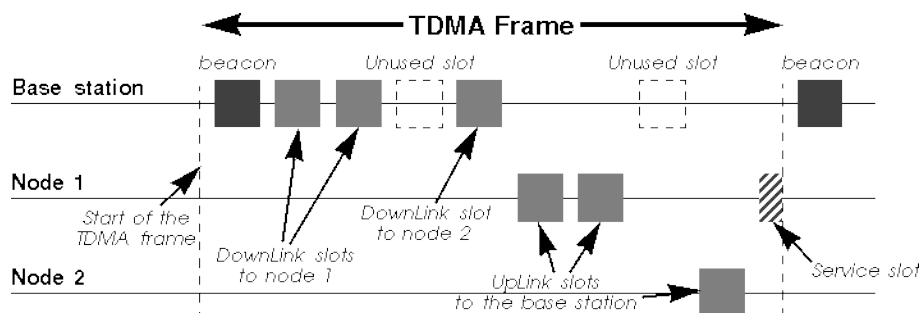 TDMA Frame
beacon
Unused slot
Unused slot
beacon
Base station
Node 1
Start of the
TDMA frame
DownLink slots
to node 1
DownLink slot
to node 2
UpLink slots
to the base station
Service slot
Node 2